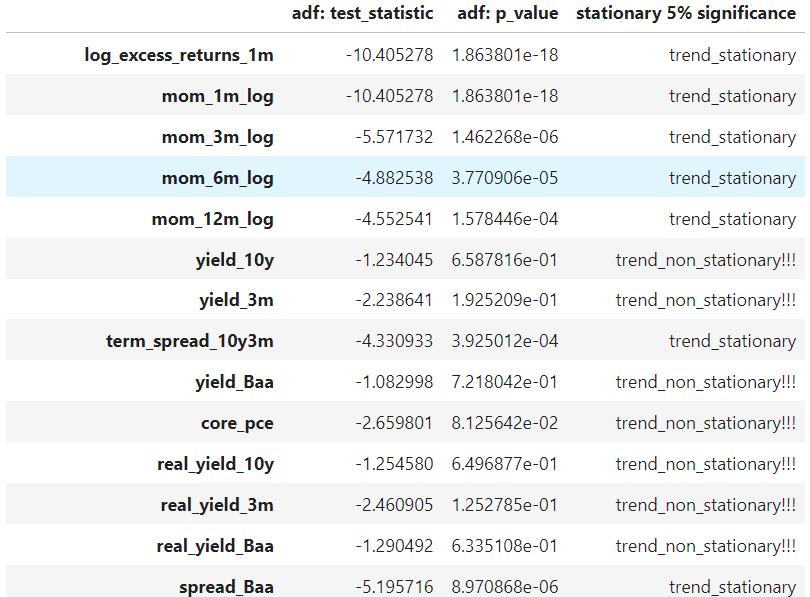 adf: test_statistic adf: p_value stationary 5% significance
log_excess_returns_1m -10.405278 1.863801e-18 trend_stationary
mom_1m_log -10.405278 1.863801e-18 trend_stationary
mom_3m_log -5.571732 1.462268e-06 trend_stationary
mom_6m_log -4.882538 3.770906e-05 trend_stationary
mom_12m_log -4.552541 1.578446e-04 trend_stationary
yield_10y -1.234045 6.587816e-01 trend_non_stationary!!!
yield_3m -2.238641 1.925209e-01 trend_non_stationary!!!
term_spread_10y3m -4.330933 3.925012e-04 trend_stationary
yield_Baa -1.082998 7.218042e-01 trend_non_stationary!!!
core_pce -2.659801 8.125642e-02 trend_non_stationary!!!
real_yield_10y -1.254580 6.496877e-01 trend_non_stationary!!!
real_yield_3m -2.460905 1.252785e-01 trend_non_stationary!!!
real_yield_Baa -1.290492 6.335108e-01 trend_non_stationary!!!
spread_Baa -5.195716 8.970868e-06 trend_stationary